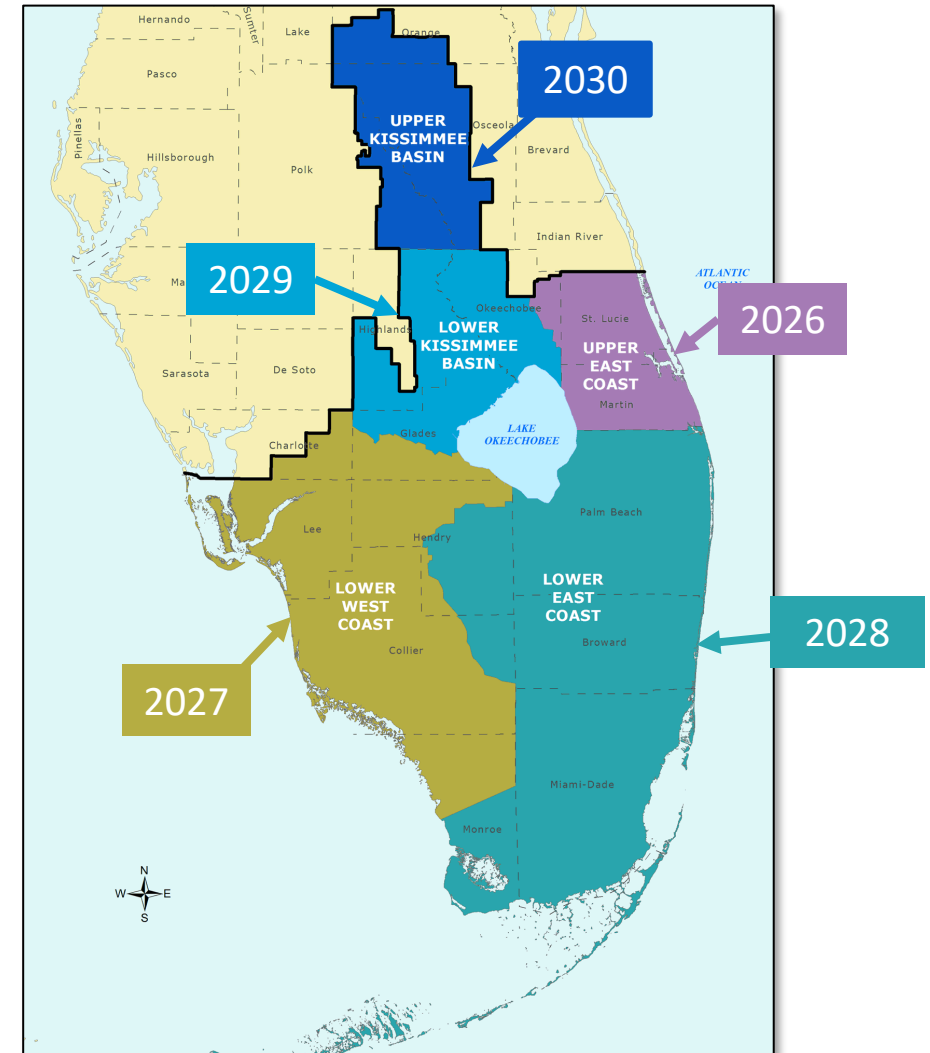 Hernando
Sumter
Lake
Orange
Pasco
2030
Pinellas
UPPER
KISSIMMEE
BASIN
Osceola
Brevard
Hillsborough
Polk
Indian River
2029
Ma
ATLANTIC
OCEAN
Okeechobee
Highlands
St. Lucie
2026
LOWER
KISSIMMEE
BASIN
UPPER
EAST
COAST
Sarasota
De Soto
Martin
Charlotte
Glades
LAKE
OKEECHOBEE
Palm Beach
Lee
Hendry
LOWER
WEST
COAST
LOWER
EAST
COAST
Collier
Broward
2028
2027
Miami-Dade
Monroe
N
W E
S